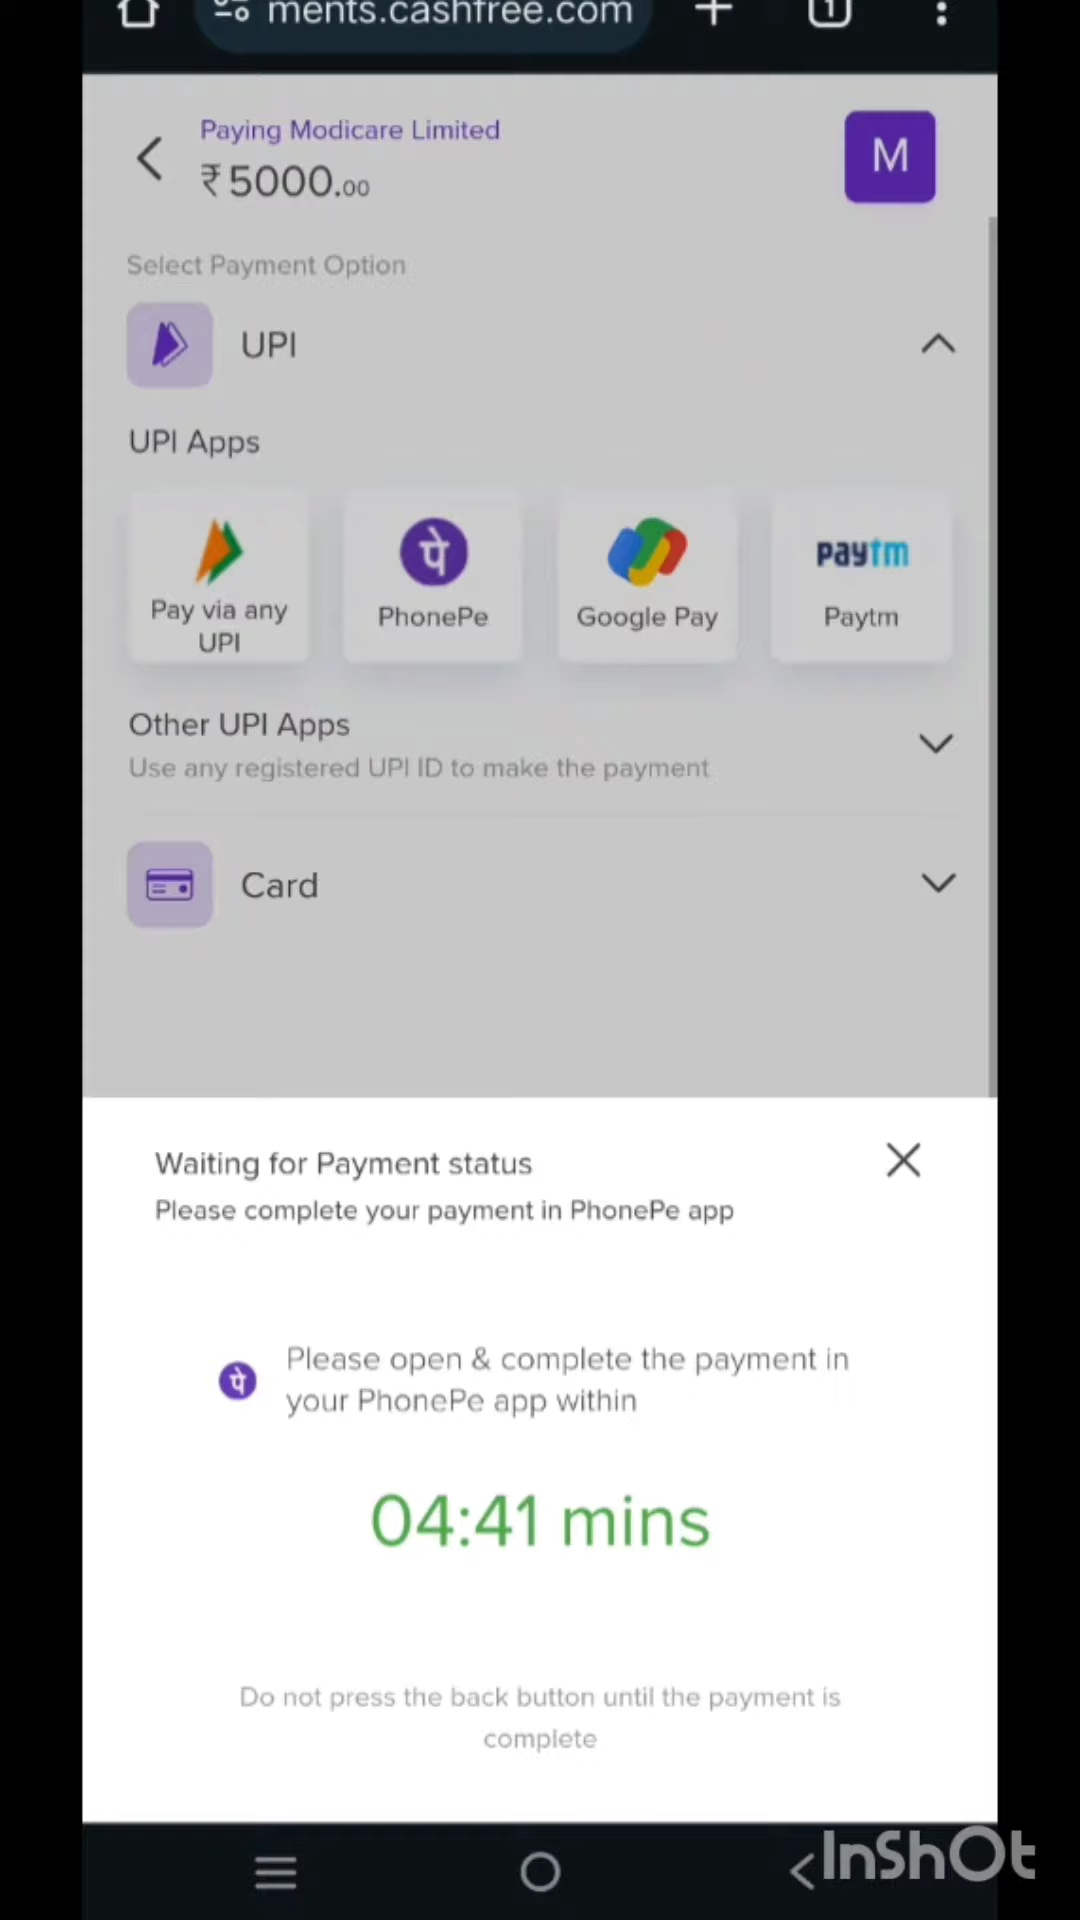 ments.cashfree.com
1
Paying Modicare Limited
₹5000.00
M
Select Payment Option
UPI
UPI Apps
Pay via any
UPI
पे
PhonePe
Google Pay
paytm
Paytm
Other UPI Apps
Use any registered UPI ID to make the payment
Card
Waiting for Payment status
Please complete your payment in PhonePe app
पे
Please open & complete the payment in
your PhonePe app within
04:41 mins
Do not press the back button until the payment is
complete
InShOt